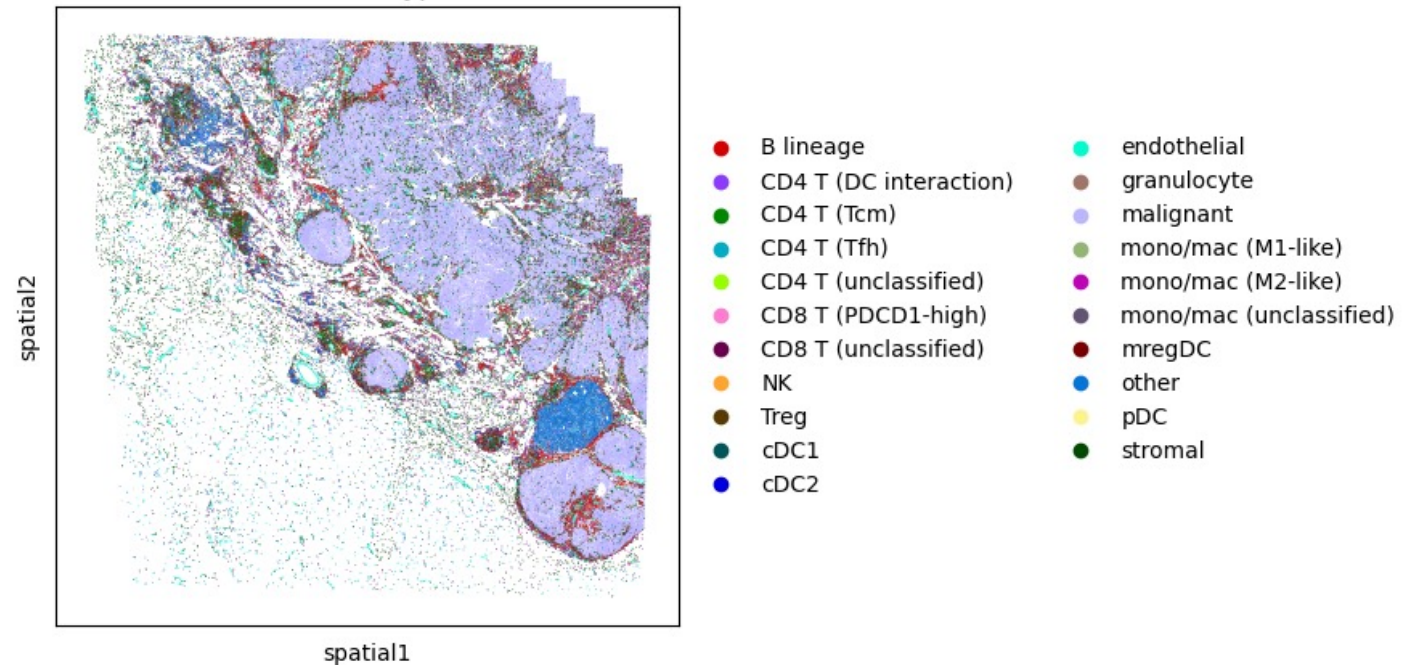 spatial2
spatial1
B lineage
CD4 T (DC interaction)
CD4 T (Tcm)
CD4 T (Tfh)
CD4 T (unclassified)
CD8 T (PDCD1-high)
CD8 T (unclassified)
NK
Treg
cDC1
cDC2
endothelial
granulocyte
malignant
mono/mac (M1-like)
mono/mac (M2-like)
mono/mac (unclassified)
mregDC
other
pDC
stromal